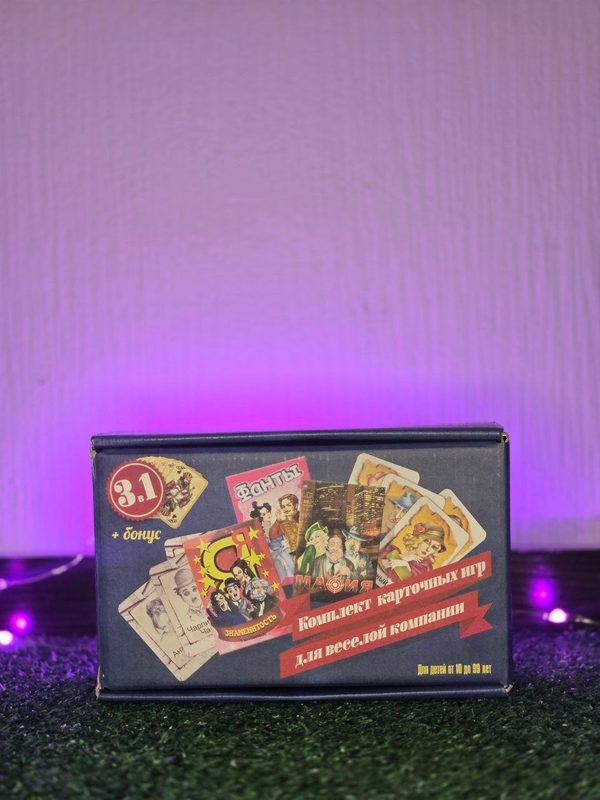 3в1
+ бонус
Фанты
МАФИЯ
Я
ЗНАМЕНИТОСТЬ
Комплект карточных игр
для веселой компании
Для детей от 10 до 99 лет